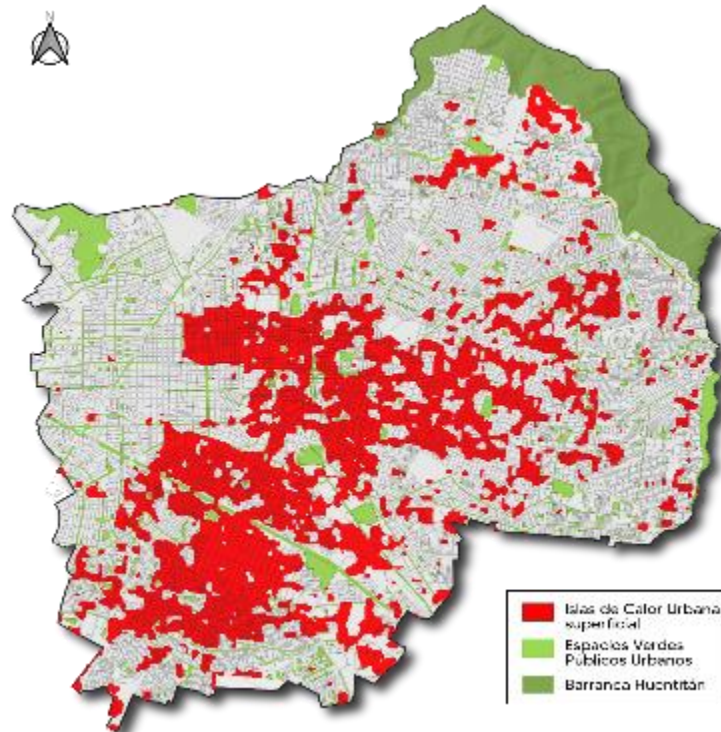 N
Islas de Calor Urbana
superficial
Espacios Verdes
Públicos Urbanos
Barranca Huentitán